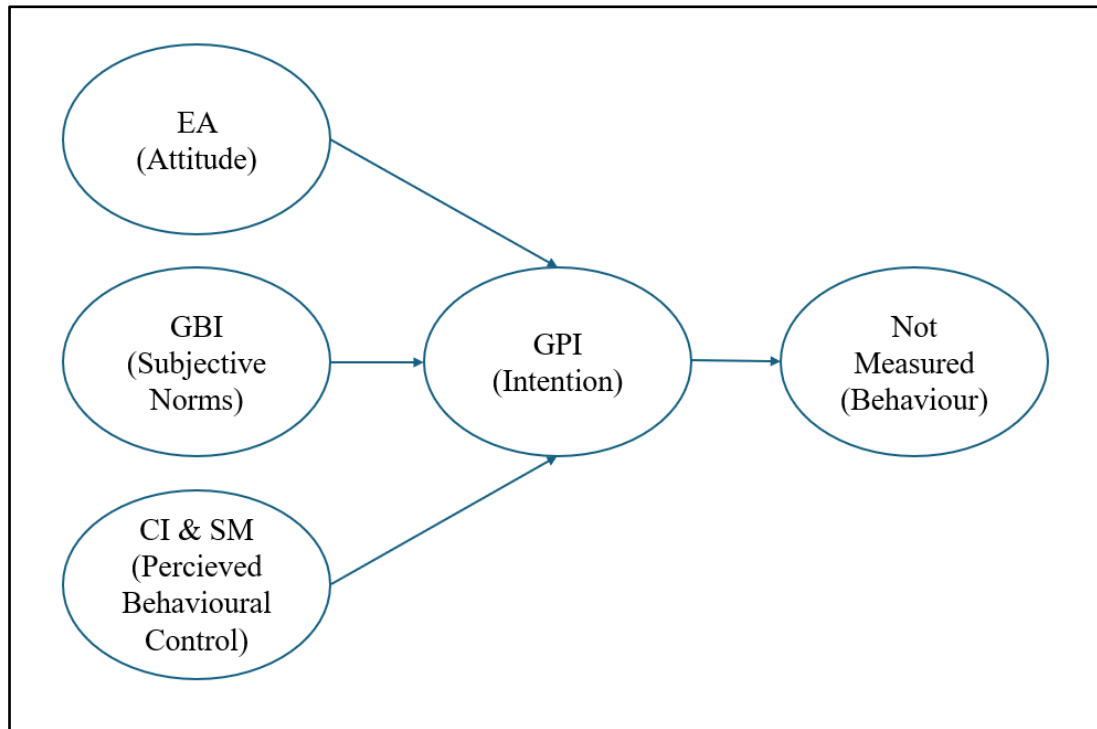 EA
(Attitude)
GBI
(Subjective
Norms)
CI & SM
(Percieved
Behavioural
Control)
GPI
(Intention)
Not
Measured
(Behaviour)